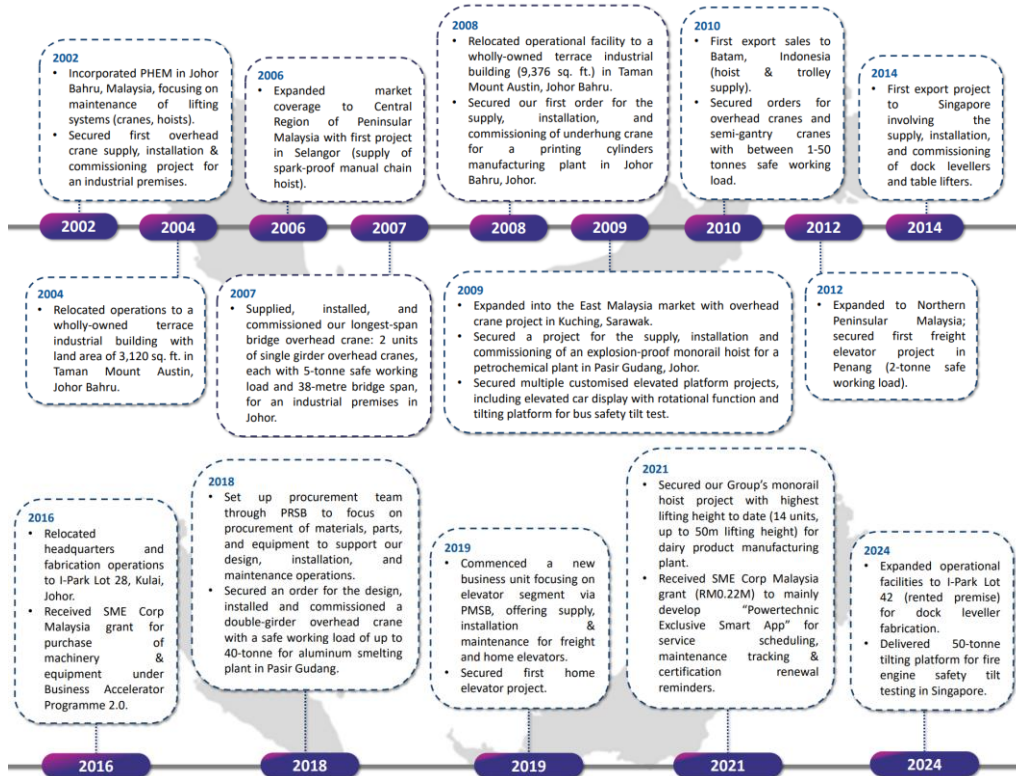 2002
• Incorporated PHEM in Johor
Bahru, Malaysia, focusing on
maintenance of lifting
systems (cranes, hoists).
• Secured first overhead
crane supply, installation &
commissioning project for
an industrial premises.
2006
• Expanded market
coverage to Central
Region of Peninsular
Malaysia with first project
in Selangor (supply of
spark-proof manual chain
hoist).
2008
• Relocated operational facility to a
wholly-owned terrace industrial
building (9,376 sq. ft.) in Taman
Mount Austin, Johor Bahru.
• Secured our first order for the
supply, installation, and
commissioning of underhung crane
for a printing cylinders
manufacturing plant in Johor
Bahru, Johor.
2010
• First export sales to
Batam, Indonesia
(hoist & trolley
supply).
• Secured orders for
overhead cranes and
semi-gantry cranes
with between 1-50
tonnes safe working
load.
2014
• First export project to
Singapore involving
the supply, installation,
and commissioning of
dock levellers and
table lifters.
2002 2004 2006 2007 2008 2009 2010 2012 2014
2004
• Relocated operations to a
wholly-owned terrace
industrial building with
land area of 3,120 sq. ft. in
Taman Mount Austin,
Johor Bahru.
2007
• Supplied, installed, and
commissioned our longest-span
bridge overhead crane: 2 units
of single girder overhead cranes,
each with 5-tonne safe working
load and 38-metre bridge span,
for an industrial premises in
Johor.
2009
• Expanded into the East Malaysia market with overhead
crane project in Kuching, Sarawak.
• Secured a project for the supply, installation and
commissioning of an explosion-proof monorail hoist for a
petrochemical plant in Pasir Gudang, Johor.
• Secured multiple customised elevated platform projects,
including elevated car display with rotational function and
tilting platform for bus safety tilt test.
2012
• Expanded to Northern
Peninsular Malaysia;
secured first freight
elevator project in
Penang (2-tonne safe
working load).
2016
• Relocated
headquarters and
fabrication operations
to I-Park Lot 28, Kulai,
Johor.
• Received SME Corp
Malaysia grant for
purchase of
machinery &
equipment under
Business Accelerator
Programme 2.0.
2018
• Set up procurement team
through PRSB to focus on
procurement of materials, parts,
and equipment to support our
design, installation, and
maintenance operations.
• Secured an order for the design,
installed and commissioned a
double-girder overhead crane
with a safe working load of up to
40-tonne for aluminum smelting
plant in Pasir Gudang.
2019
• Commenced a new
business unit focusing on
elevator segment via
PMSB, offering supply,
installation &
maintenance for freight
and home elevators.
• Secured first home
elevator project.
2021
• Secured our Group's monorail
hoist project with highest
lifting height to date (14 units,
up to 50m lifting height) for
dairy product manufacturing
plant.
• Received SME Corp Malaysia
grant (RM0.22M) to mainly
develop “Powertechnic
Exclusive Smart App” for
service scheduling,
maintenance tracking &
certification renewal
reminders.
2024
• Expanded operational
facilities to I-Park Lot
42 (rented premise) for
dock leveller
fabrication.
• Delivered 50-tonne
tilting platform for fire
engine safety tilt
testing in Singapore.
2016 2018 2019 2021 2024